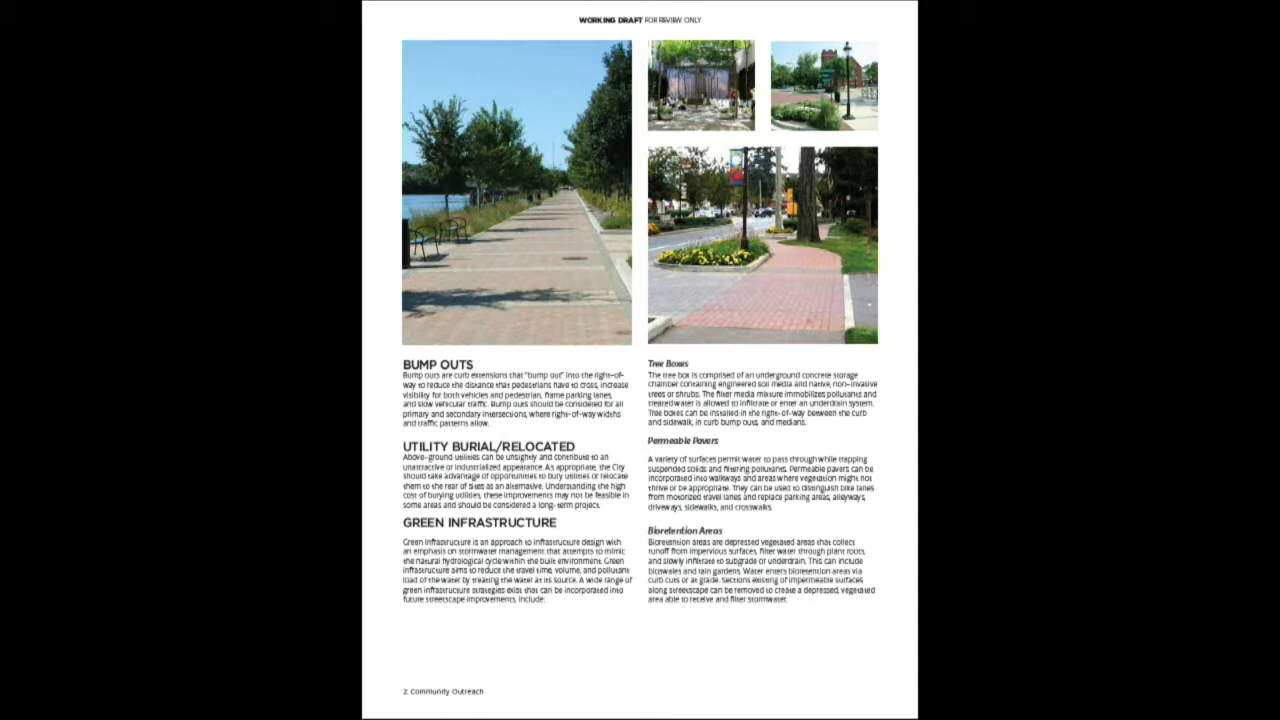 WORKING DRAFT FOR REVIEW ONLY
BUMP OUTS
Bump outs are curb extensions that "bump out" into the right-of-
way to reduce the distance that pedestrians have to cross, increase
visibility for both vehicles and pedestrian, frame parking lanes,
and slow vehicular traffic. Bump outs should be considered for all
primary and secondary intersections, where right-of-way widths
and traffic patterns allow.
UTILITY BURIAL/RELOCATED
Above-ground utilities can be unsightly and contribute to an
unattractive or industrialized appearance. As appropriate, the City
should take advantage of opportunities to bury utilities or relocate
them to the rear of sites as an alternative. Understanding the high
cost of burying utilities, these improvements may not be feasible in
some areas and should be considered a long-term project.
GREEN INFRASTRUCTURE
Green Infrastructure is an approach to infrastructure design with
an emphasis on stormwater management that attempts to mimic
the natural hydrological cycle within the built environment. Green
infrastructure aims to reduce the travel time, volume, and pollutant
load of the water by treating the water at its source. A wide range of
green infrastructure strategies exist that can be incorporated into
future streetscape improvements, include:
Tree Boxes
The tree box is comprised of an underground concrete storage
chamber containing engineered soil media and native, non-invasive
trees or shrubs. The filter media mixture immobilizes pollutants and
treated water is allowed to infiltrate or enter an underdrain system.
Tree boxes can be installed in the right-of-way between the curb
and sidewalk, in curb bump outs, and medians.
Permeable Pavers
A variety of surfaces permit water to pass through while trapping
suspended solids and filtering pollutants. Permeable pavers can be
incorporated into walkways and areas where vegetation might not
thrive or be appropriate. They can be used to distinguish bike lanes
from motorized travel lanes and replace parking areas, alleyways,
driveways, sidewalks, and crosswalks.
Bioretention Areas
Bioretention areas are depressed vegetated areas that collect
runoff from impervious surfaces, filter water through plant roots,
and slowly infiltrate to subgrade or underdrain. This can include
bioswales and rain gardens. Water enters bioretention areas via
curb cuts or at grade. Sections existing of impermeable surfaces
along streetscape can be removed to create a depressed, vegetated
area able to receive and filter stormwater.
2: Community Outreach